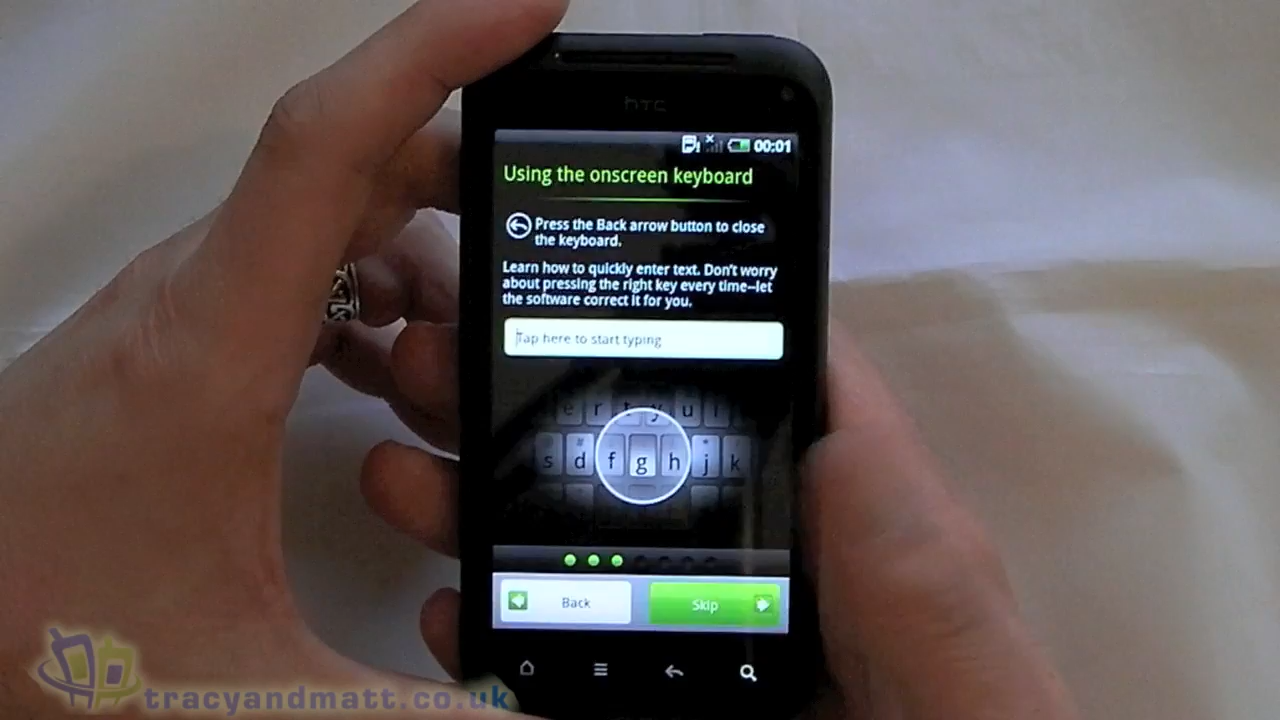 hTC
00:01
Using the onscreen keyboard
Press the Back arrow button to close
the keyboard.
Learn how to quickly enter text. Don't worry
about pressing the right key every time–let
the software correct it for you.
Tap here to start typing
e r t y u i
# *
s d f g h j k
Back Skip
tracyandmatt.co.uk